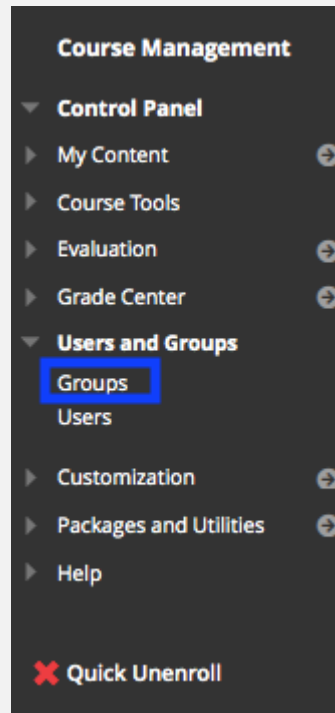 Course Management
Control Panel
My Content
Course Tools
Evaluation
Grade Center
Users and Groups
Groups
Users
Customization
Packages and Utilities
Help
Quick Unenroll